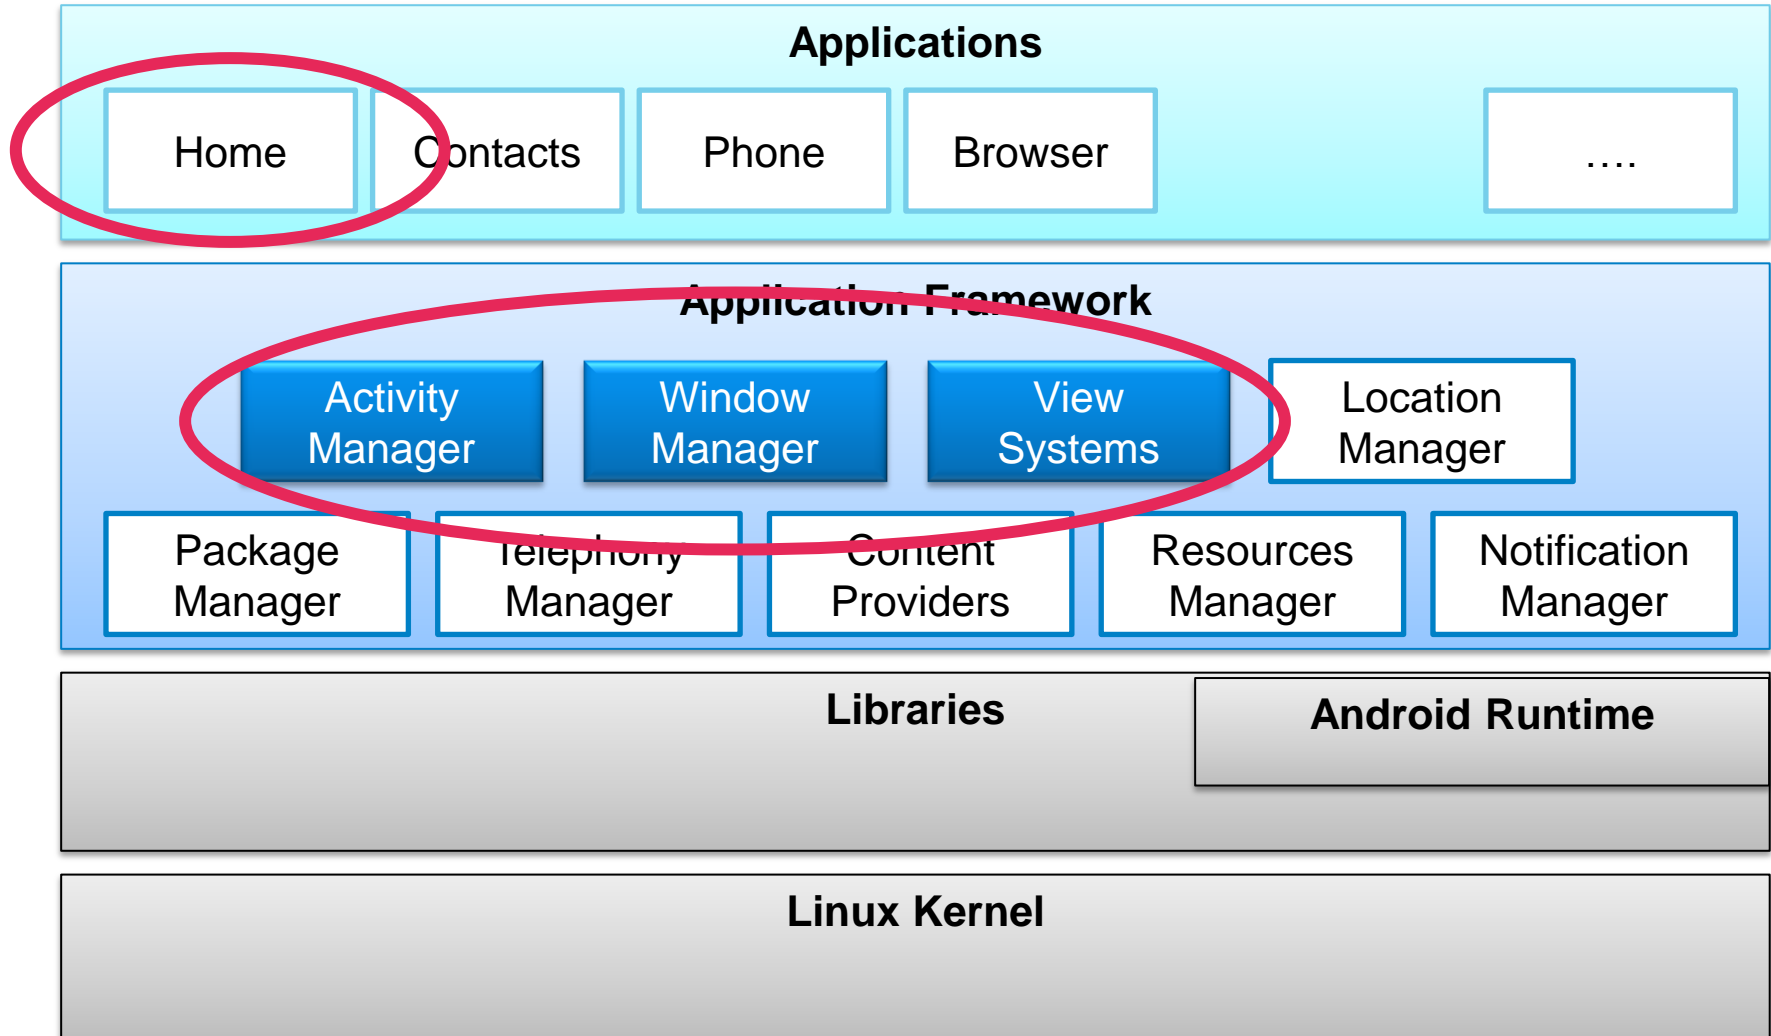 Applications
Home
Contacts
Phone
Browser
....
Application Framework
Activity
Manager
Window
Manager
View
Systems
Location
Manager
Package
Manager
Telephony
Manager
Content
Providers
Resources
Manager
Notification
Manager
Libraries
Android Runtime
Linux Kernel